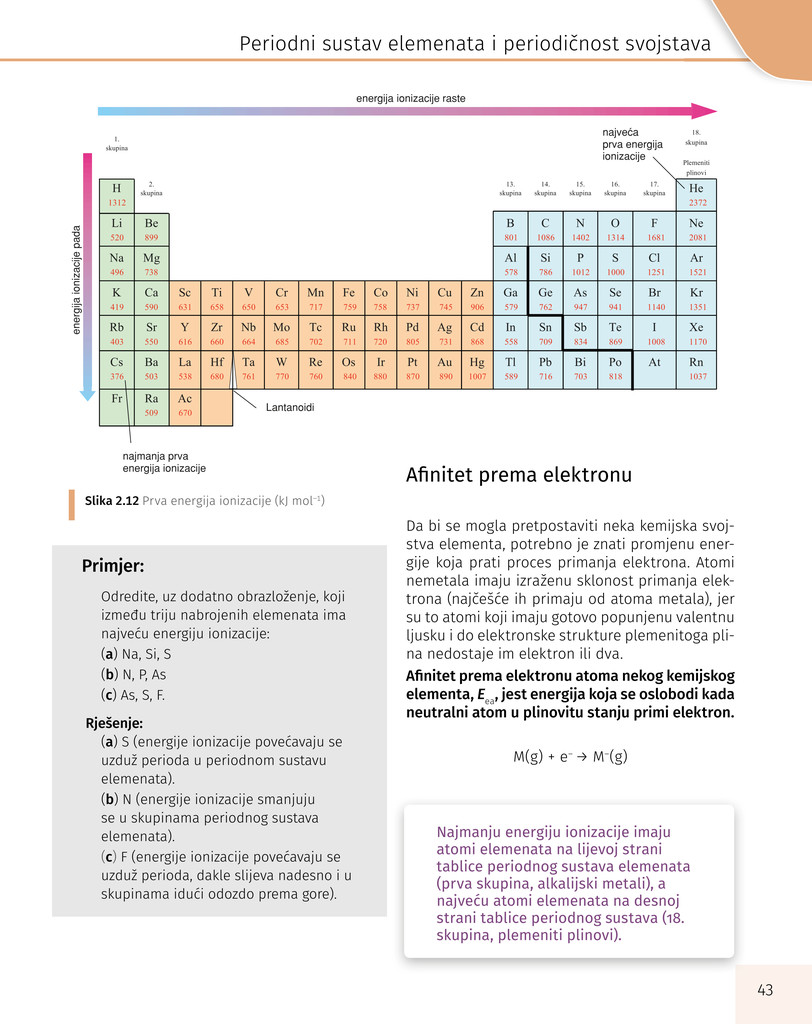 Periodni sustav elemenata i periodičnost svojstava
energija ionizacije raste
energija ionizacije pada
1.
skupina
2.
skupina
13.
skupina
14.
skupina
15.
skupina
16.
skupina
17.
skupina
18.
skupina
Plemeniti
plinovi
najveća
prva energija
ionizacije
H He
1312 2372
Li Be B C N O F Ne
520 899 801 1086 1402 1314 1681 2081
Na Mg Al Si P S Cl Ar
496 738 578 786 1012 1000 1251 1521
K Ca Sc Ti V Cr Mn Fe Co Ni Cu Zn Ga Ge As Se Br Kr
419 590 631 658 650 653 717 759 758 737 745 906 579 762 947 941 1140 1351
Rb Sr Y Zr Nb Mo Tc Ru Rh Pd Ag Cd In Sn Sb Te I Xe
403 550 616 660 664 685 702 711 720 805 731 868 558 709 834 869 1008 1170
Cs Ba La Hf Ta W Re Os Ir Pt Au Hg Tl Pb Bi Po At Rn
376 503 538 680 761 770 760 840 880 870 890 1007 589 716 703 818 1037
Fr Ra Ac
509 670
Lantanoidi
najmanja prva
energija ionizacije
Slika 2.12 Prva energija ionizacije (kJ mol⁻¹)
Primjer:
Odredite, uz dodatno obrazloženje, koji
između triju nabrojenih elemenata ima
najveću energiju ionizacije:
(a) Na, Si, S
(b) N, P, As
(c) As, S, F.
Rješenje:
(a) S (energije ionizacije povećavaju se
uzduž perioda u periodnom sustavu
elemenata).
(b) N (energije ionizacije smanjuju
se u skupinama periodnog sustava
elemenata).
(c) F (energije ionizacije povećavaju se
uzduž perioda, dakle slijeva nadesno i u
skupinama idući odozdo prema gore).
Afinitet prema elektronu
Da bi se mogla pretpostaviti neka kemijska svoj-
stva elementa, potrebno je znati promjenu ener-
gije koja prati proces primanja elektrona. Atomi
nemetala imaju izraženu sklonost primanja elek-
trona (najčešće ih primaju od atoma metala), jer
su to atomi koji imaju gotovo popunjenu valentnu
ljusku i do elektronske strukture plemenitoga pli-
na nedostaje im elektron ili dva.
Afinitet prema elektronu atoma nekog kemijskog
elementa, Eₑₐ, jest energija koja se oslobodi kada
neutralni atom u plinovitu stanju primi elektron.
M(g) + e⁻ → M⁻(g)
Najmanju energiju ionizacije imaju
atomi elemenata na lijevoj strani
tablice periodnog sustava elemenata
(prva skupina, alkalijski metali), a
najveću atomi elemenata na desnoj
strani tablice periodnog sustava (18.
skupina, plemeniti plinovi).
43